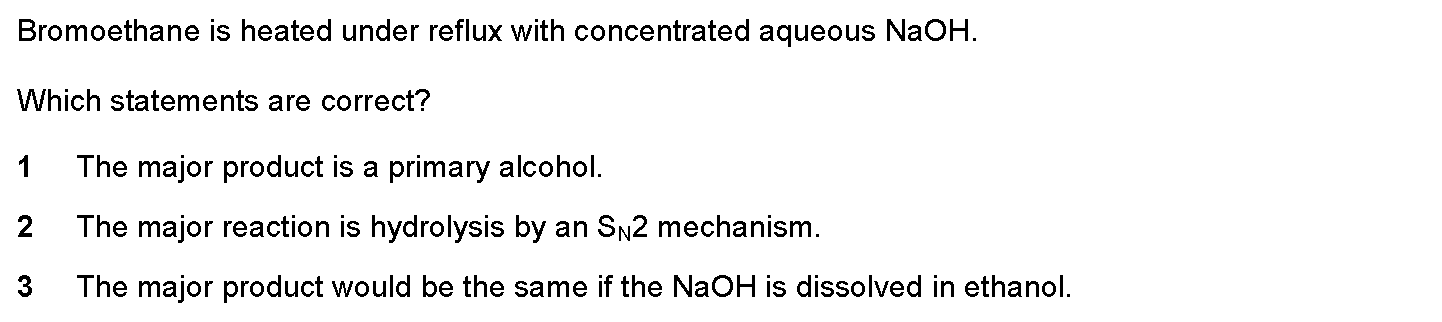 Bromoethane is heated under reflux with concentrated aqueous NaOH.
Which statements are correct?
1 The major product is a primary alcohol.
2 The major reaction is hydrolysis by an SN2 mechanism.
3 The major product would be the same if the NaOH is dissolved in ethanol.